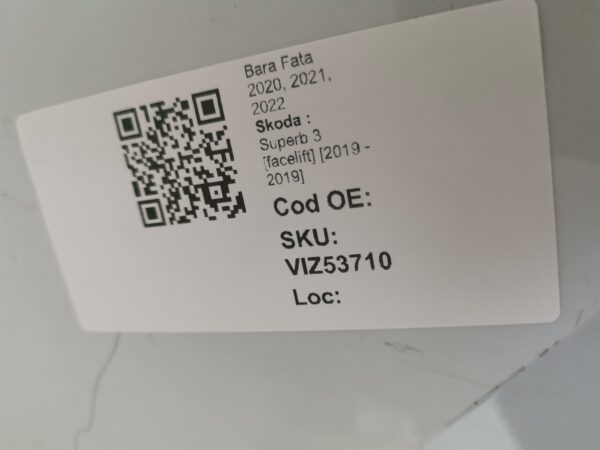 Bara Fata
2020, 2021,
2022
Skoda :
Superb 3
[facelift] [2019 -
2019]
Cod OE:
SKU:
VIZ53710
Loc: